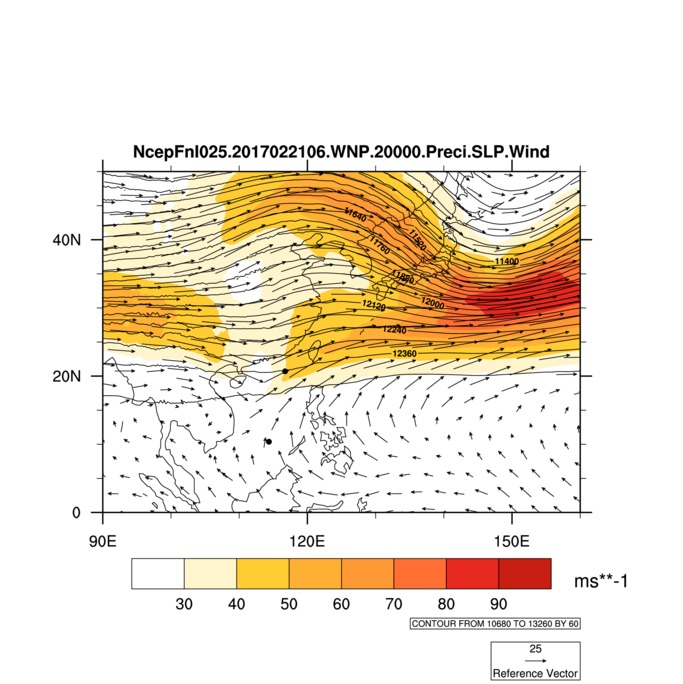 NcepFnl025.2017022106.WNP.20000.Preci.SLP.Wind
40N
20N
0
90E 120E 150E
11640
11760
11520
11400
11880
12000
12120
12240
12360
30 40 50 60 70 80 90
ms**-1
CONTOUR FROM 10680 TO 13260 BY 60
25
Reference Vector